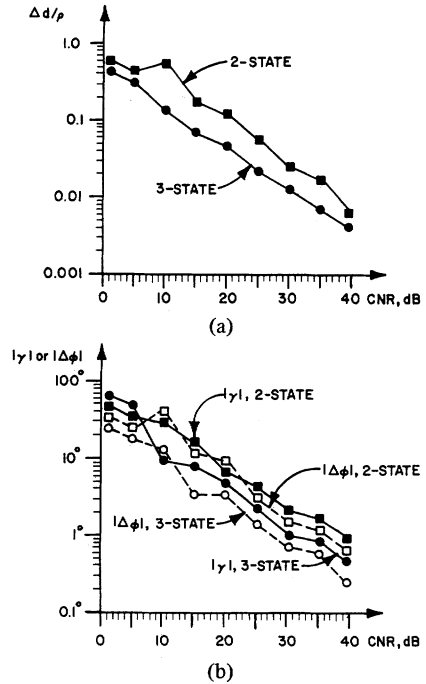 Δd/ρ
1.0
2-STATE
0.1
3-STATE
0.01
0.001
0 10 20 30 40 CNR, dB
(a)
|γ| or |Δϕ|
100°
|γ|, 2-STATE
10°
|Δϕ|, 2-STATE
|Δϕ|, 3-STATE
1°
|γ|, 3-STATE
0.1°
0 10 20 30 40 CNR, dB
(b)